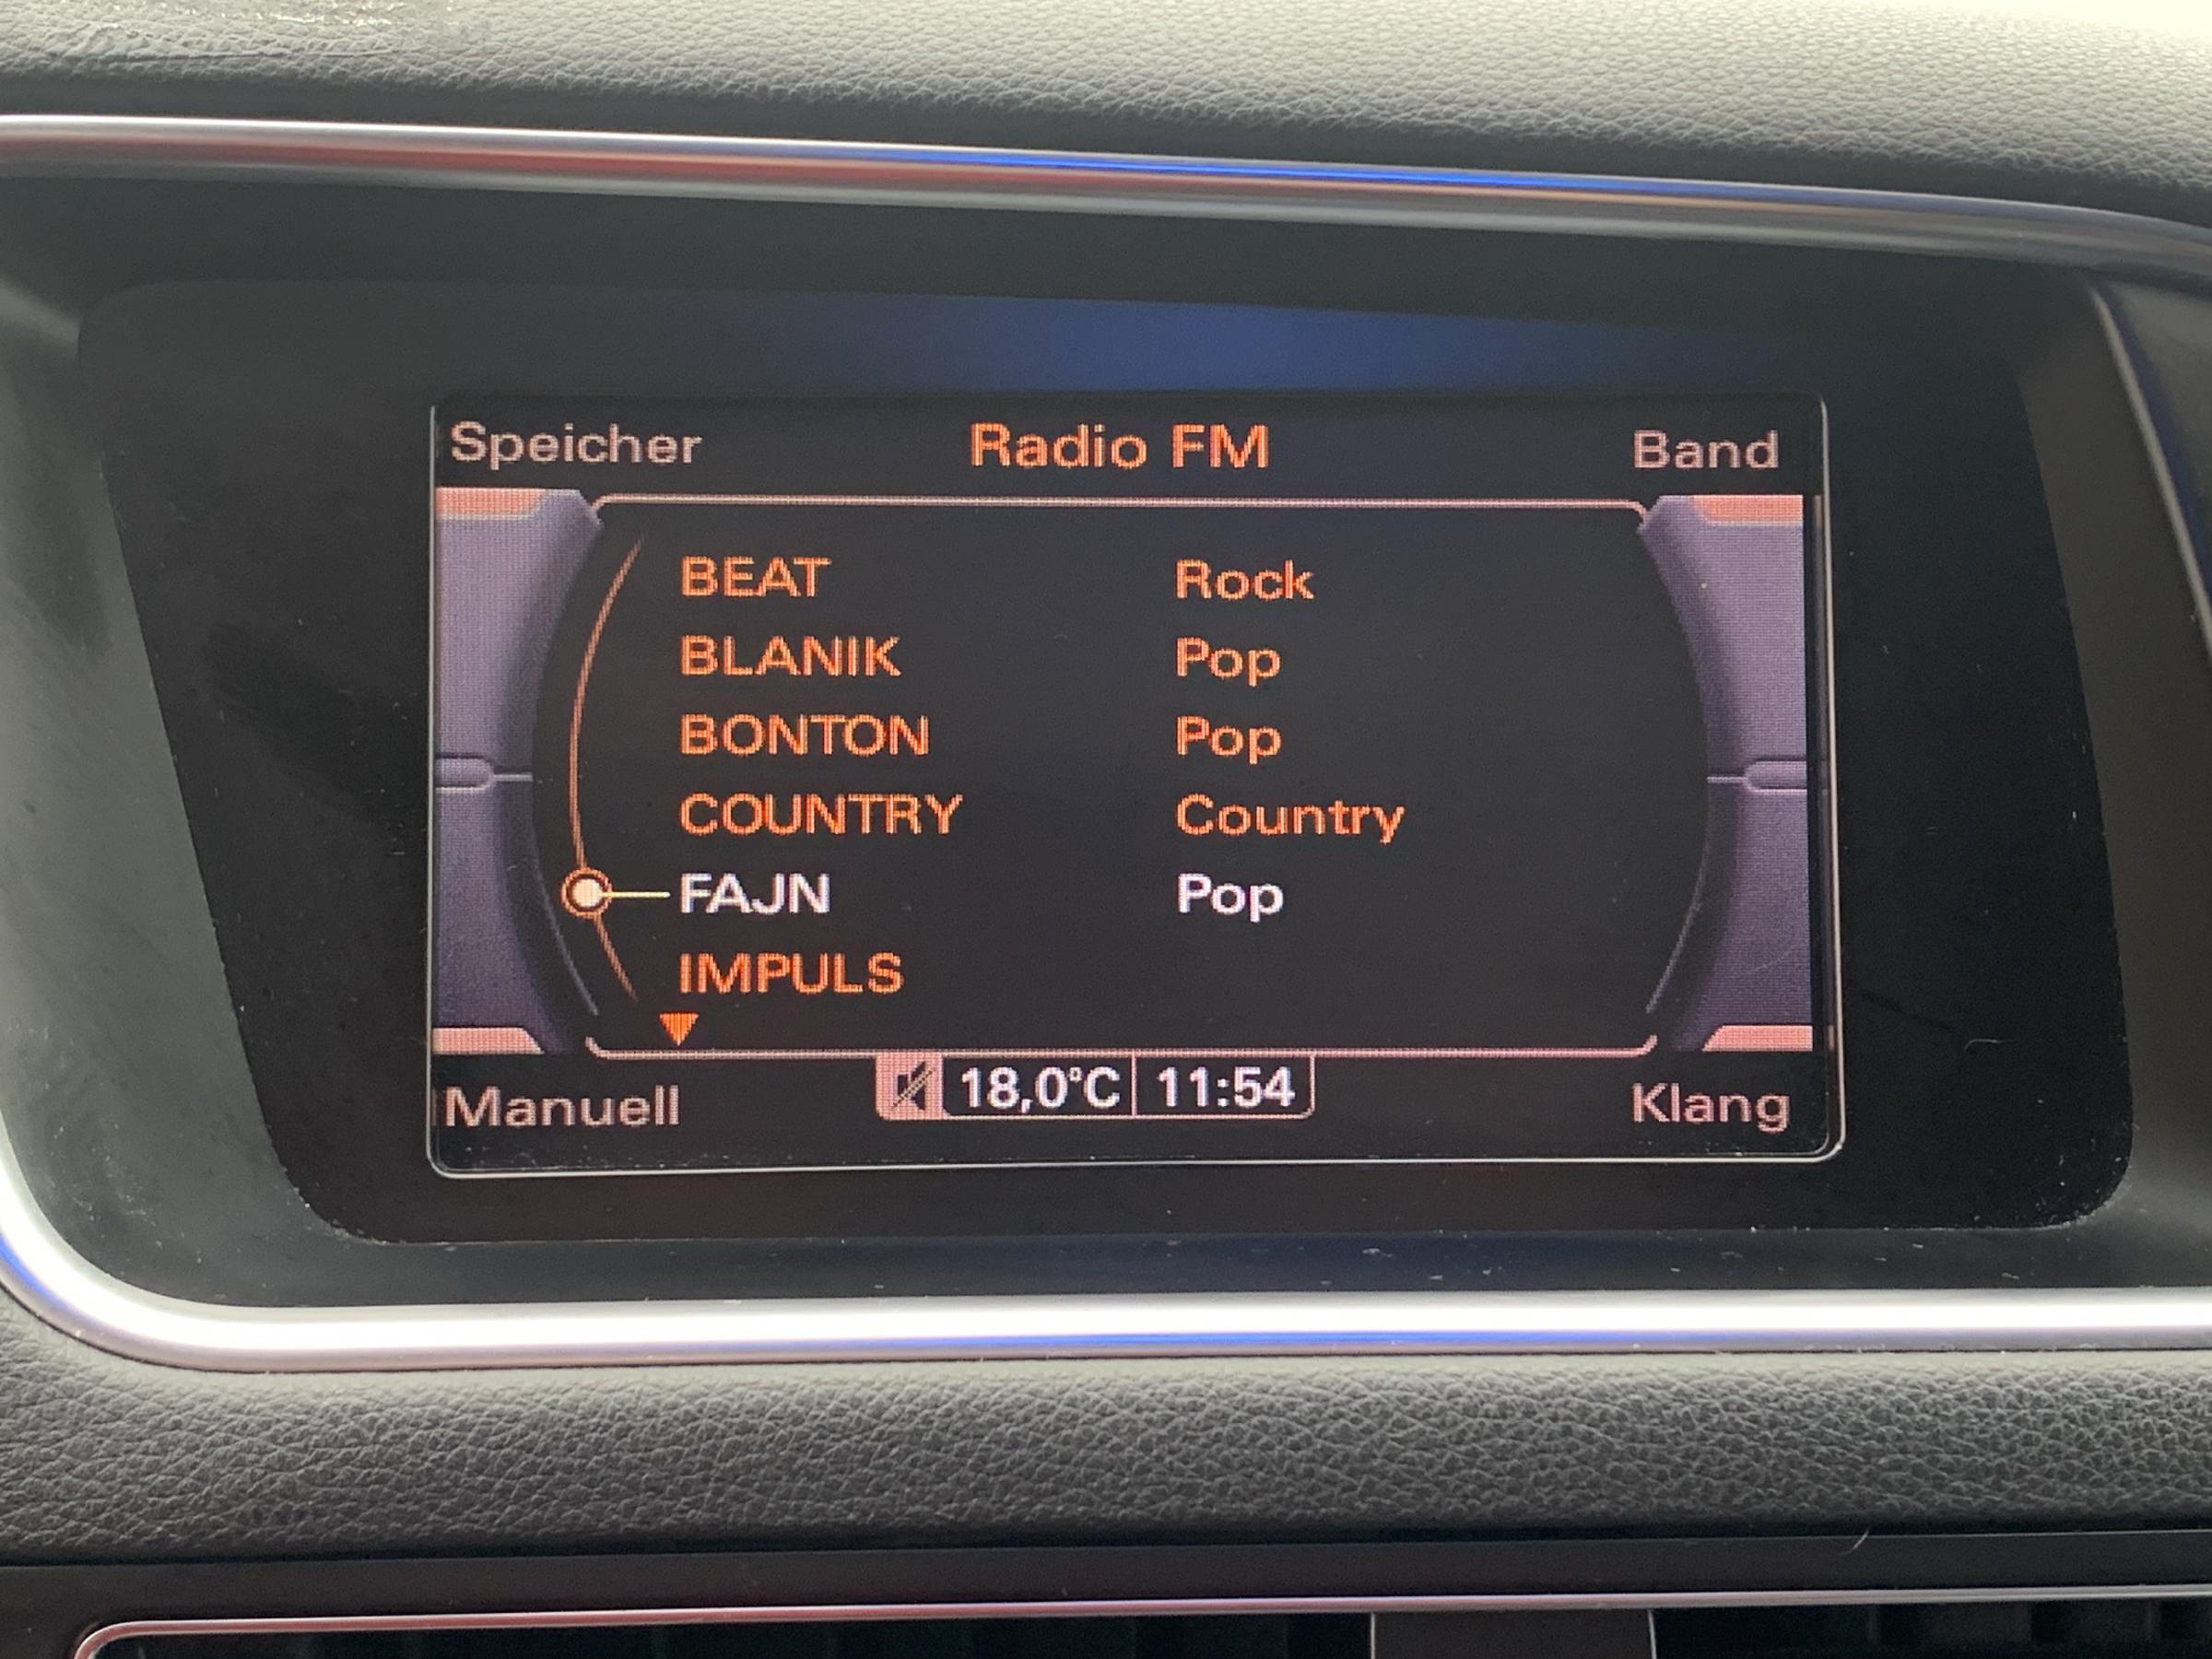 Speicher Radio FM Band
BEAT Rock
BLANIK Pop
BONTON Pop
COUNTRY Country
FAJN Pop
IMPULS
Manuell 18,0°C 11:54 Klang